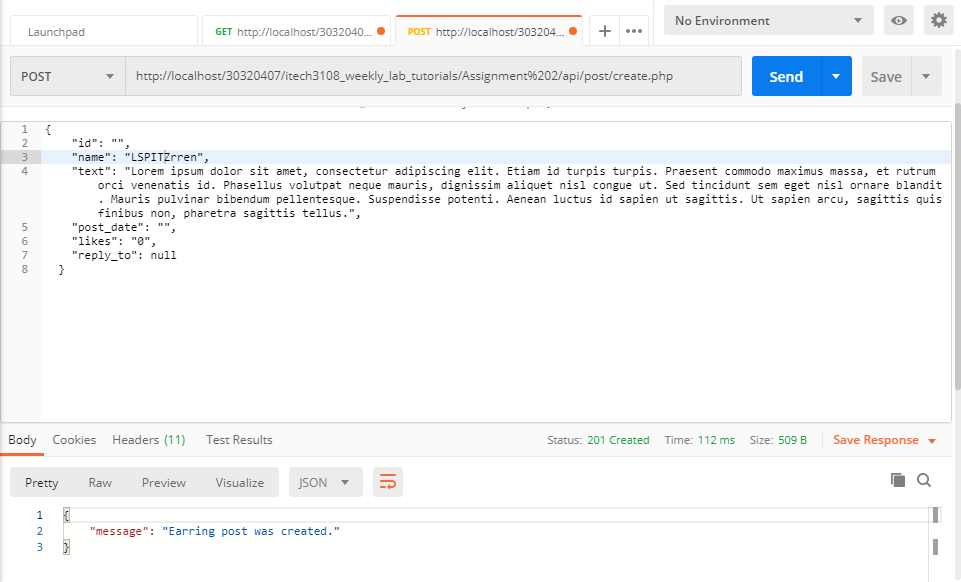 Launchpad
GET http://localhost/3032040...
POST http://localhost/303204...
No Environment
POST
http://localhost/30320407/itech3108_weekly_lab_tutorials/Assignment%202/api/post/create.php
Send
Save
1 {
2 "id": "",
3 "name": "LSPITZrren",
4 "text": "Lorem ipsum dolor sit amet, consectetur adipiscing elit. Etiam id turpis turpis. Praesent commodo maximus massa, et rutrum
orci venenatis id. Phasellus volutpat neque mauris, dignissim aliquet nisl congue ut. Sed tincidunt sem eget nisl ornare blandit
. Mauris pulvinar bibendum pellentesque. Suspendisse potenti. Aenean luctus id sapien ut sagittis. Ut sapien arcu, sagittis quis
finibus non, pharetra sagittis tellus.",
5 "post_date": "",
6 "likes": "0",
7 "reply_to": null
8 }
Body Cookies Headers (11) Test Results
Status: 201 Created Time: 112 ms Size: 509 B Save Response
Pretty Raw Preview Visualize JSON
1 {
2 "message": "Earring post was created."
3 }